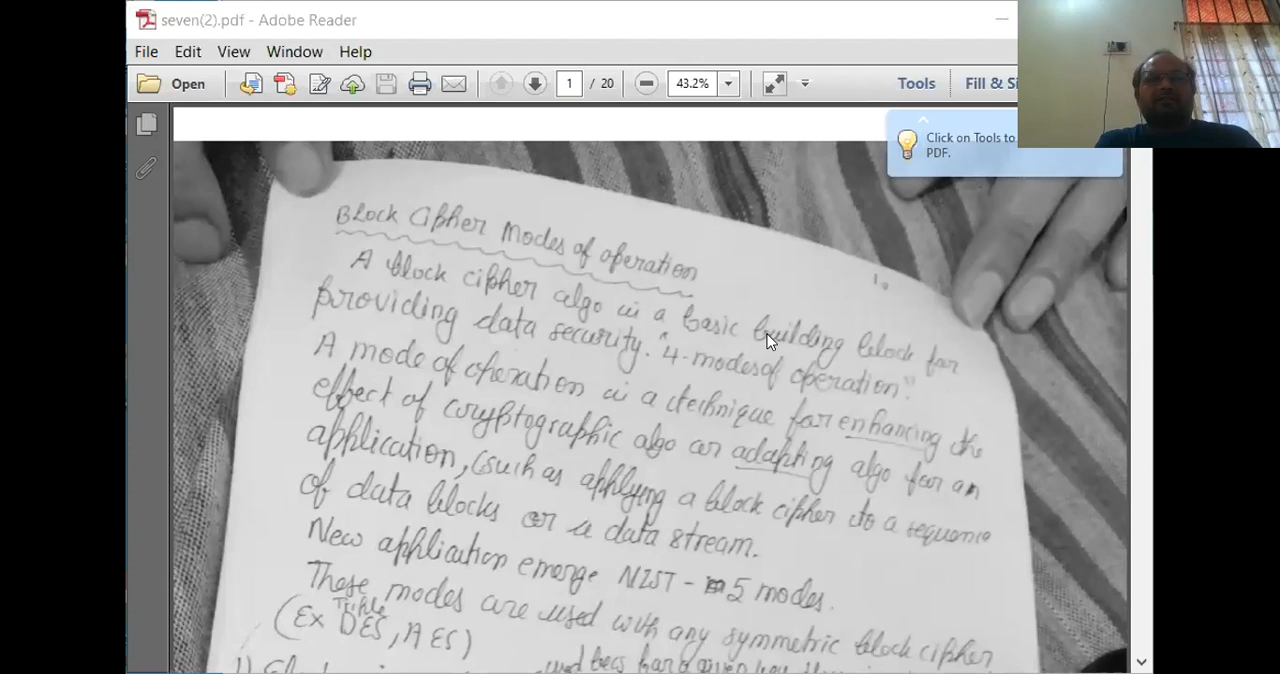 seven(2).pdf - Adobe Reader
File Edit View Window Help
Open 1 / 20 43.2% Tools Fill & Si
Click on Tools to
PDF.
Block Cipher Modes of operation
1.
A block cipher algo is a basic building block for
providing data security. "4-modes of operation"
A mode of operation is a technique for enhancing the
effect of cryptographic algo or adapting algo for an
application, (such as applying a block cipher to a sequence
of data blocks or a data stream.
New application emerge NIST - 5 modes.
These modes are used with any symmetric block cipher
(Ex Triple DES, AES)
1)